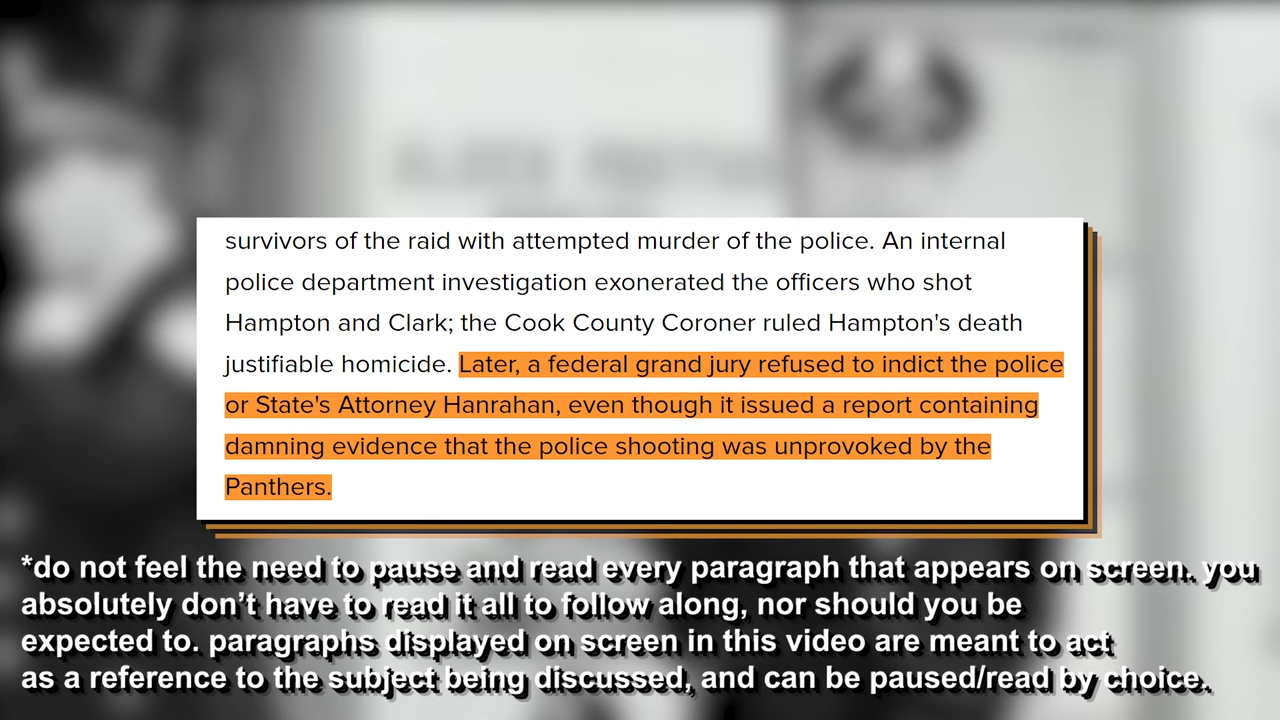 survivors of the raid with attempted murder of the police. An internal
police department investigation exonerated the officers who shot
Hampton and Clark; the Cook County Coroner ruled Hampton's death
justifiable homicide. Later, a federal grand jury refused to indict the police
or State's Attorney Hanrahan, even though it issued a report containing
damning evidence that the police shooting was unprovoked by the
Panthers.
*do not feel the need to pause and read every paragraph that appears on screen. you
absolutely don’t have to read it all to follow along, nor should you be
expected to. paragraphs displayed on screen in this video are meant to act
as a reference to the subject being discussed, and can be paused/read by choice.